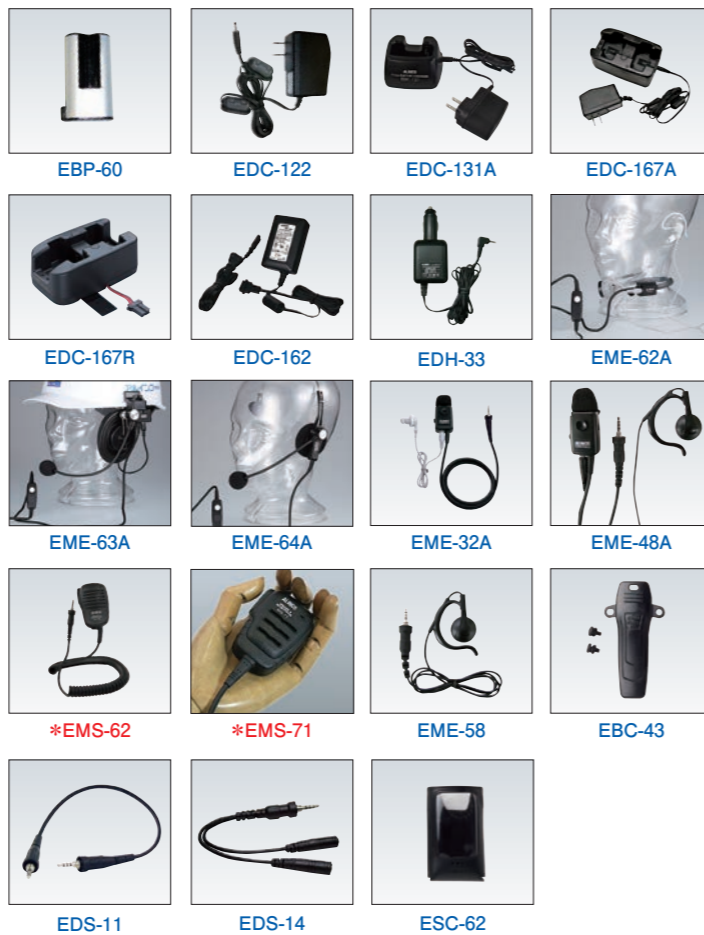 EBP-60
EDC-122
EDC-131A
EDC-167A
EDC-167R
EDC-162
EDH-33
EME-62A
EME-63A
EME-64A
EME-32A
EME-48A
*EMS-62
*EMS-71
EME-58
EBC-43
EDS-11
EDS-14
ESC-62